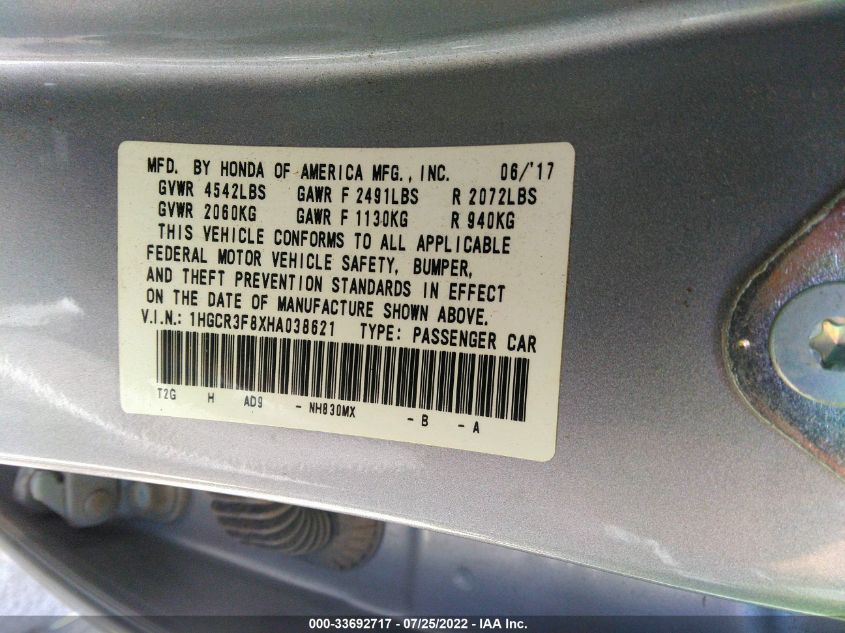 MFD. BY HONDA OF AMERICA MFG., INC. 06/'17
GVWR 4542LBS GAWR F 2491LBS R 2072LBS
GVWR 2060KG GAWR F 1130KG R 940KG
THIS VEHICLE CONFORMS TO ALL APPLICABLE
FEDERAL MOTOR VEHICLE SAFETY, BUMPER,
AND THEFT PREVENTION STANDARDS IN EFFECT
ON THE DATE OF MANUFACTURE SHOWN ABOVE.
V.I.N.: 1HGCR3F8XHA038621 TYPE: PASSENGER CAR
T2G H AD9 - NH830MX - B - A
000-33692717 - 07/25/2022 - IAA Inc.